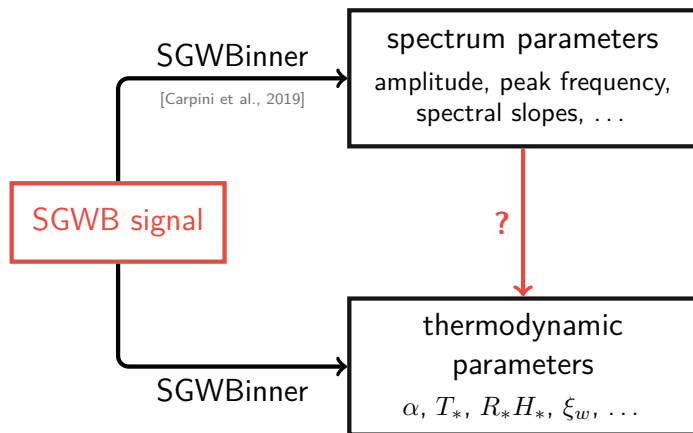 SGWBinner
[Carpini et al., 2019]
spectrum parameters
amplitude, peak frequency,
spectral slopes, …
SGWB signal
?
SGWBinner
thermodynamic
parameters
α, T∗, R∗H∗, ξw, …